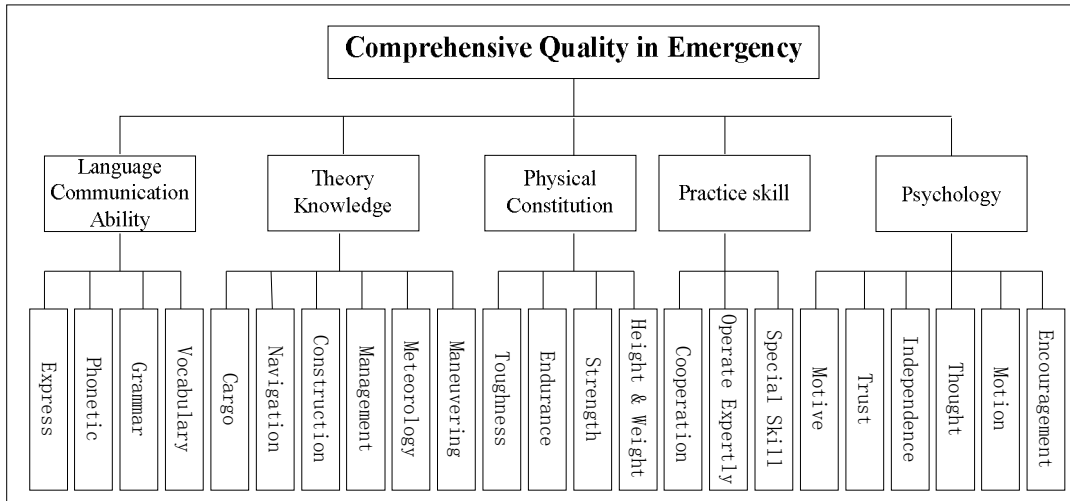 Comprehensive Quality in Emergency
Language
Communication
Ability
Theory
Knowledge
Physical
Constitution
Practice skill
Psychology
Express
Phonetic
Grammar
Vocabulary
Cargo
Navigation
Construction
Management
Meteorology
Maneuvering
Toughness
Endurance
Strength
Height & Weight
Cooperation
Operate Expertly
Special Skill
Motive
Trust
Independence
Thought
Motion
Encouragement